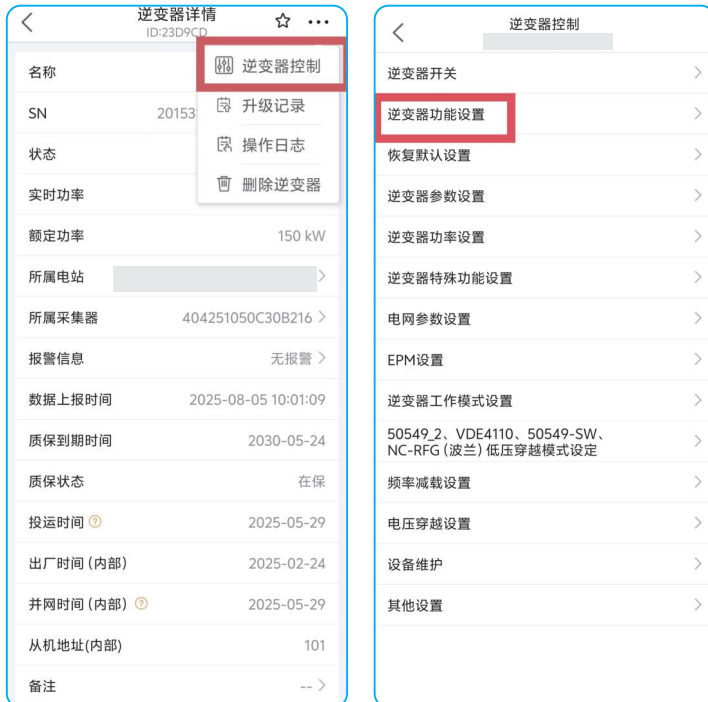 逆变器详情
ID:23D9CD
逆变器控制
升级记录
操作日志
删除逆变器
名称
SN 20153
状态
实时功率
额定功率 150 kW
所属电站
所属采集器 404251050C30B216
报警信息 无报警
数据上报时间 2025-08-05 10:01:09
质保到期时间 2030-05-24
质保状态 在保
投运时间 ? 2025-05-29
出厂时间 (内部) 2025-02-24
并网时间 (内部) ? 2025-05-29
从机地址(内部) 101
备注 --
逆变器控制
逆变器开关
逆变器功能设置
恢复默认设置
逆变器参数设置
逆变器功率设置
逆变器特殊功能设置
电网参数设置
EPM设置
逆变器工作模式设置
50549_2、VDE4110、50549-SW、
NC-RFG (波兰) 低压穿越模式设定
频率减载设置
电压穿越设置
设备维护
其他设置